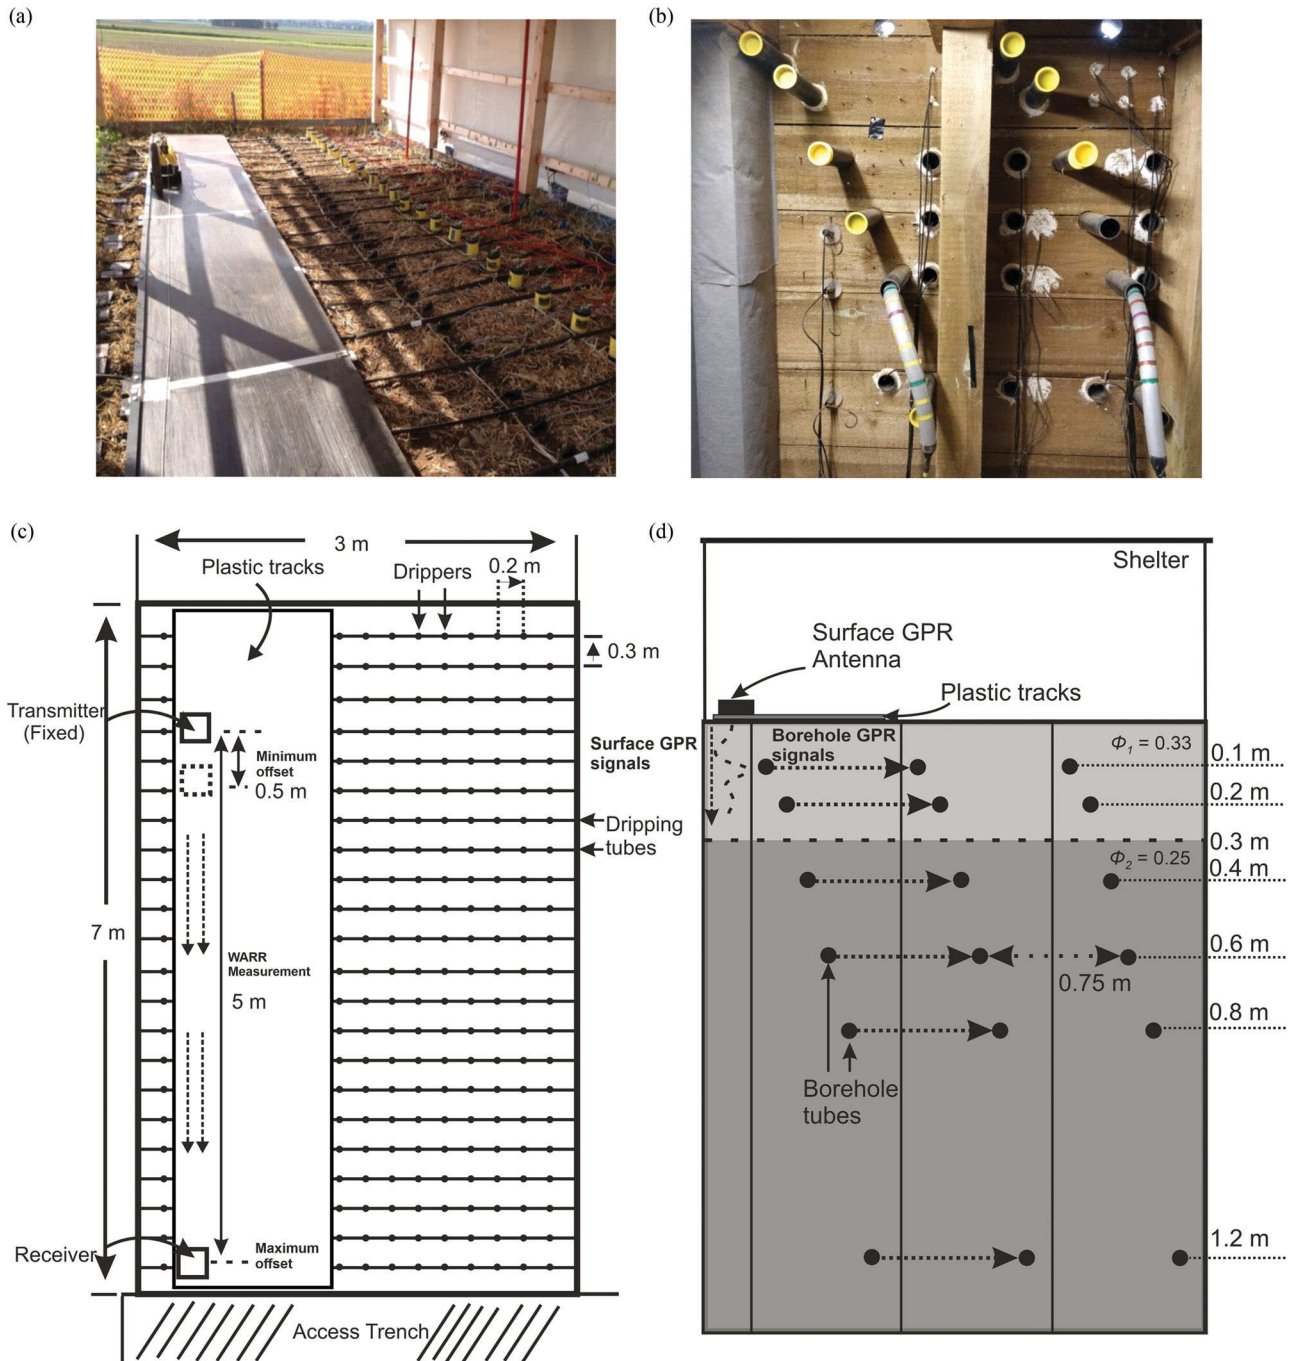 (a)
(b)
(c)
3 m
Plastic tracks
Drippers
0.2 m
0.3 m
Transmitter
(Fixed)
Minimum
offset
0.5 m
Surface GPR
signals
Dripping
tubes
7 m
WARR
Measurement
5 m
Receiver
Maximum
offset
Access Trench
(d)
Shelter
Surface GPR
Antenna
Plastic tracks
Borehole GPR
signals
Φ₁ = 0.33
0.1 m
0.2 m
0.3 m
Φ₂ = 0.25
0.4 m
0.6 m
0.75 m
0.8 m
Borehole
tubes
1.2 m